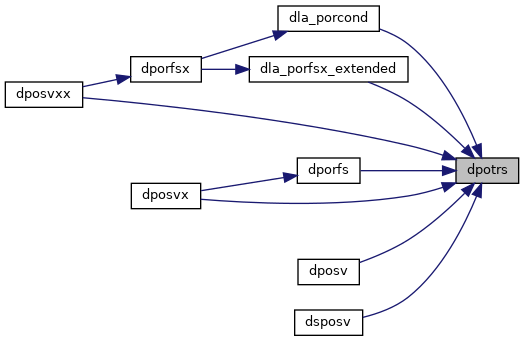 dla_porcond
dporfsx
dla_porfsx_extended
dposvxx
dporfs
dpotrs
dposvx
dposv
dsposv